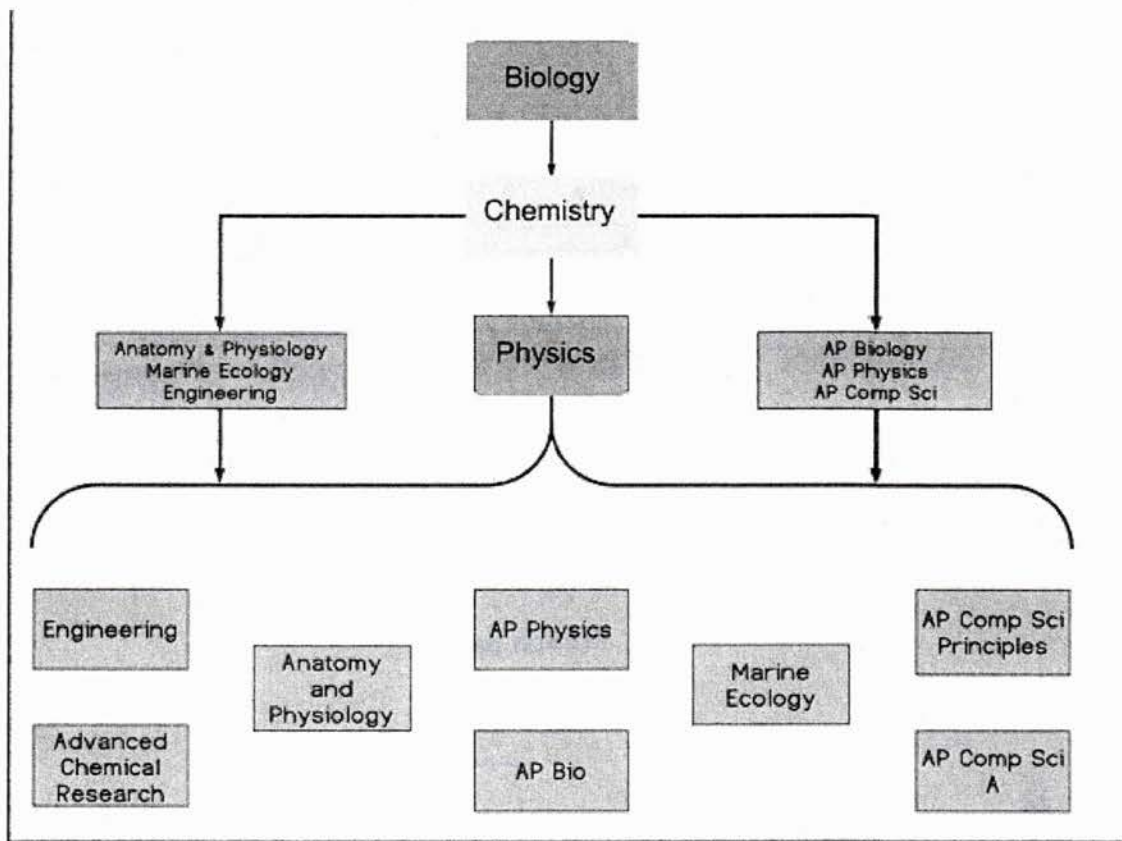 Biology
Chemistry
Anatomy & Physiology
Marine Ecology
Engineering
Physics
AP Biology
AP Physics
AP Comp Sci
Engineering
Anatomy
and
Physiology
AP Physics
Marine
Ecology
AP Comp Sci
Principles
Advanced
Chemical
Research
AP Bio
AP Comp Sci
A